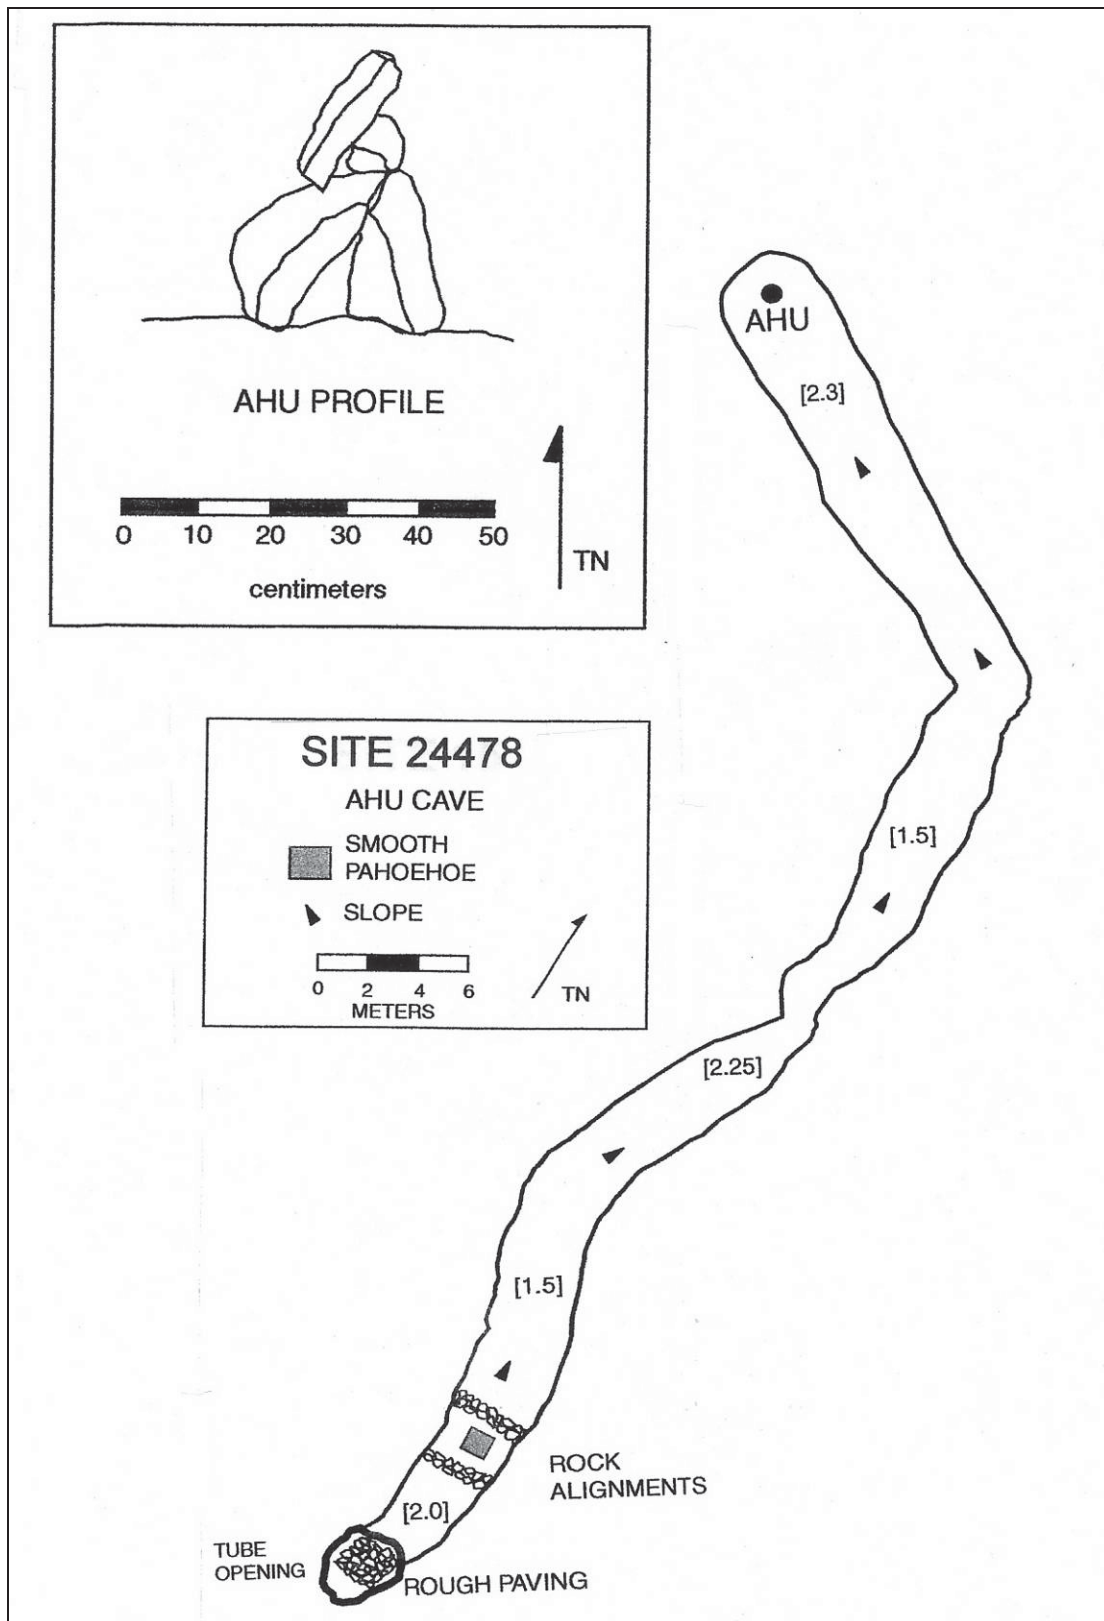 AHU PROFILE
0 10 20 30 40 50
centimeters
TN
AHU
[2.3]
SITE 24478
AHU CAVE
SMOOTH
PAHOEHOE
SLOPE
0 2 4 6
METERS
TN
[1.5]
[2.25]
[1.5]
ROCK
ALIGNMENTS
[2.0]
TUBE
OPENING
ROUGH PAVING